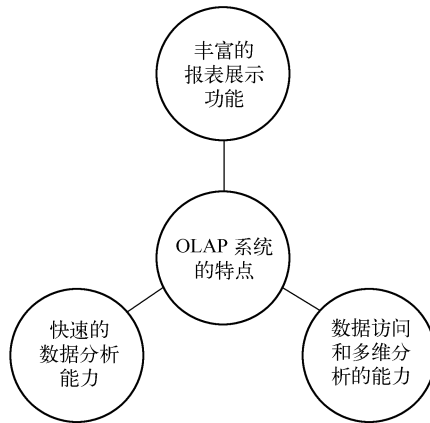 丰富的
报表展示
功能
OLAP 系统
的特点
快速的
数据分析
能力
数据访问
和多维分
析的能力